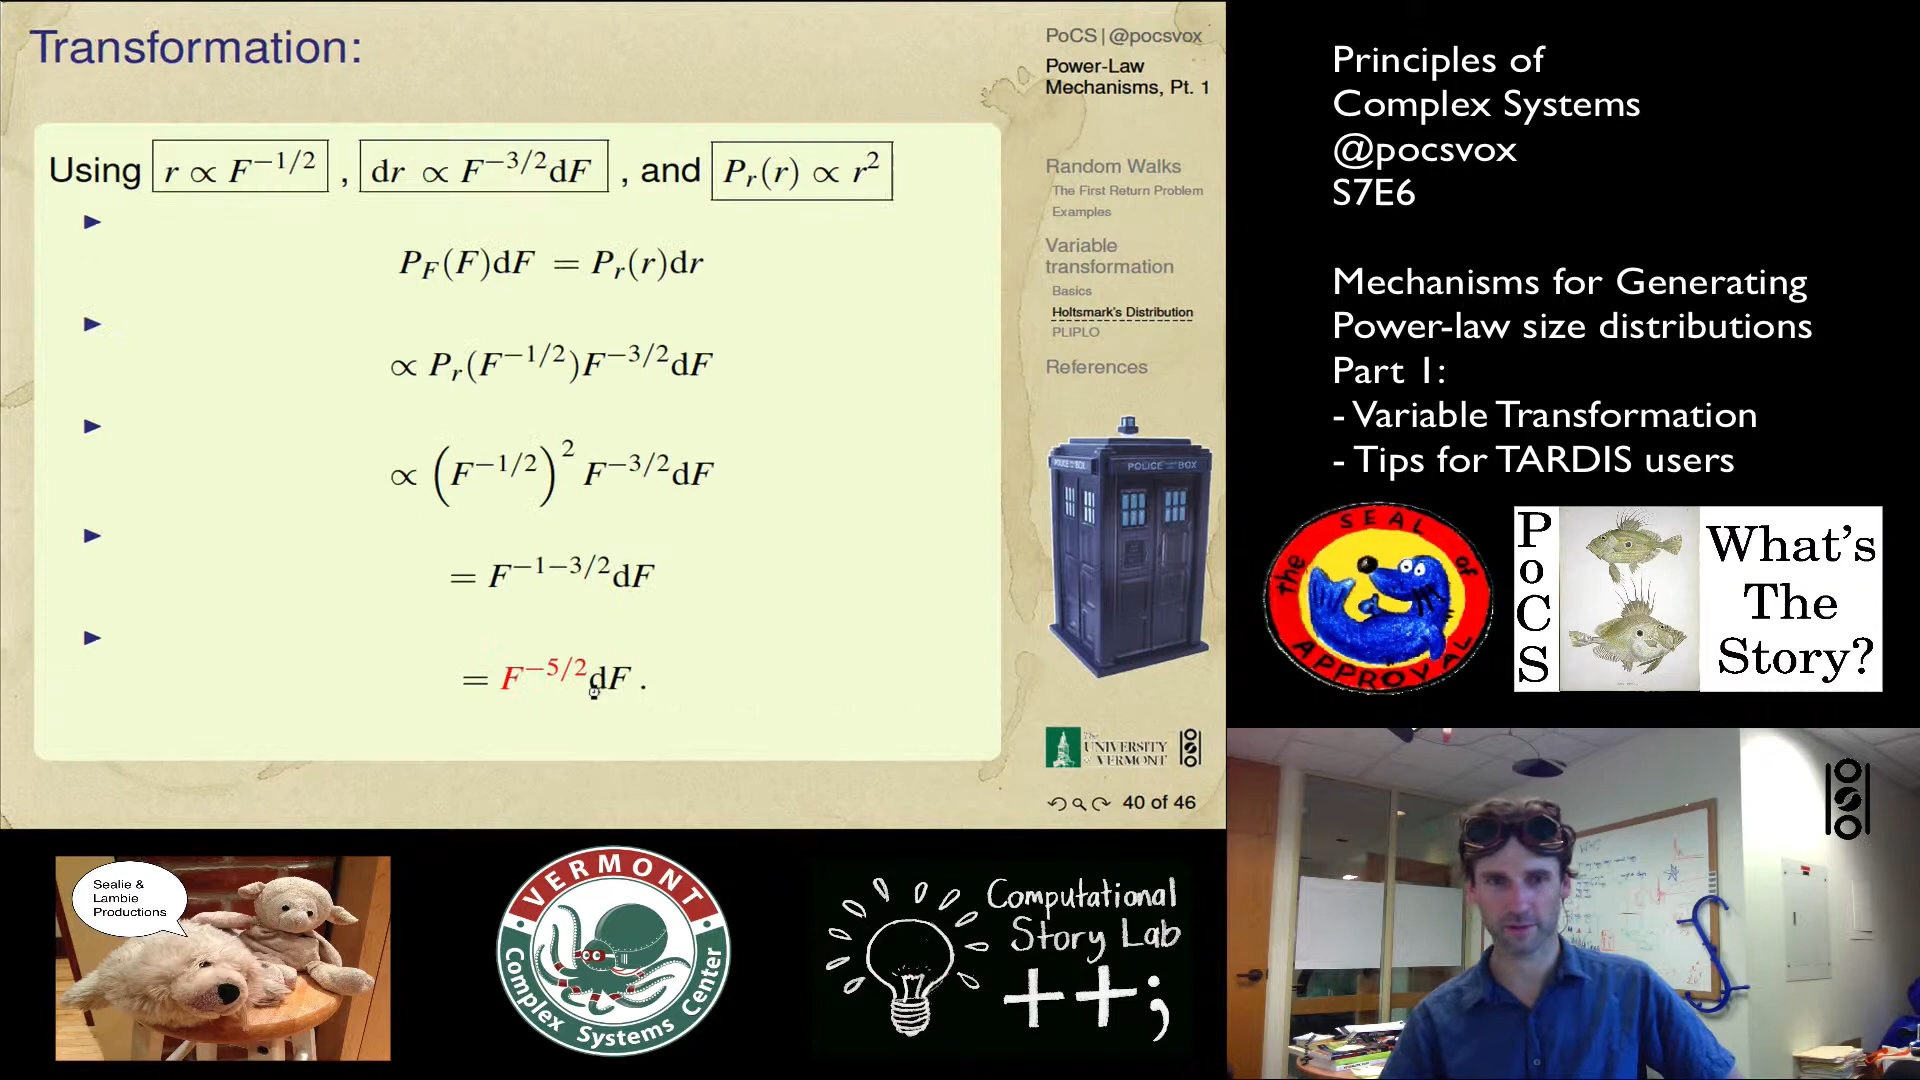 Transformation:
Using r ∝ F^{−1/2} , dr ∝ F^{−3/2}dF , and P_r(r) ∝ r^2
P_F(F)dF = P_r(r)dr
∝ P_r(F^{−1/2})F^{−3/2}dF
∝ (F^{−1/2})^2 F^{−3/2}dF
= F^{−1−3/2}dF
= F^{−5/2}dF .
PoCS | @pocsvox
Power-Law
Mechanisms, Pt. 1
Random Walks
The First Return Problem
Examples
Variable
transformation
Basics
Holtsmark's Distribution
PLIPLO
References
POLICE BOX
The
UNIVERSITY
of VERMONT
40 of 46
Principles of
Complex Systems
@pocsvox
S7E6
Mechanisms for Generating
Power-law size distributions
Part 1:
- Variable Transformation
- Tips for TARDIS users
the SEAL of
APPROVAL
PoCS
What's
The
Story?
Sealie &
Lambie
Productions
VERMONT
Complex Systems Center
Computational
Story Lab
++;